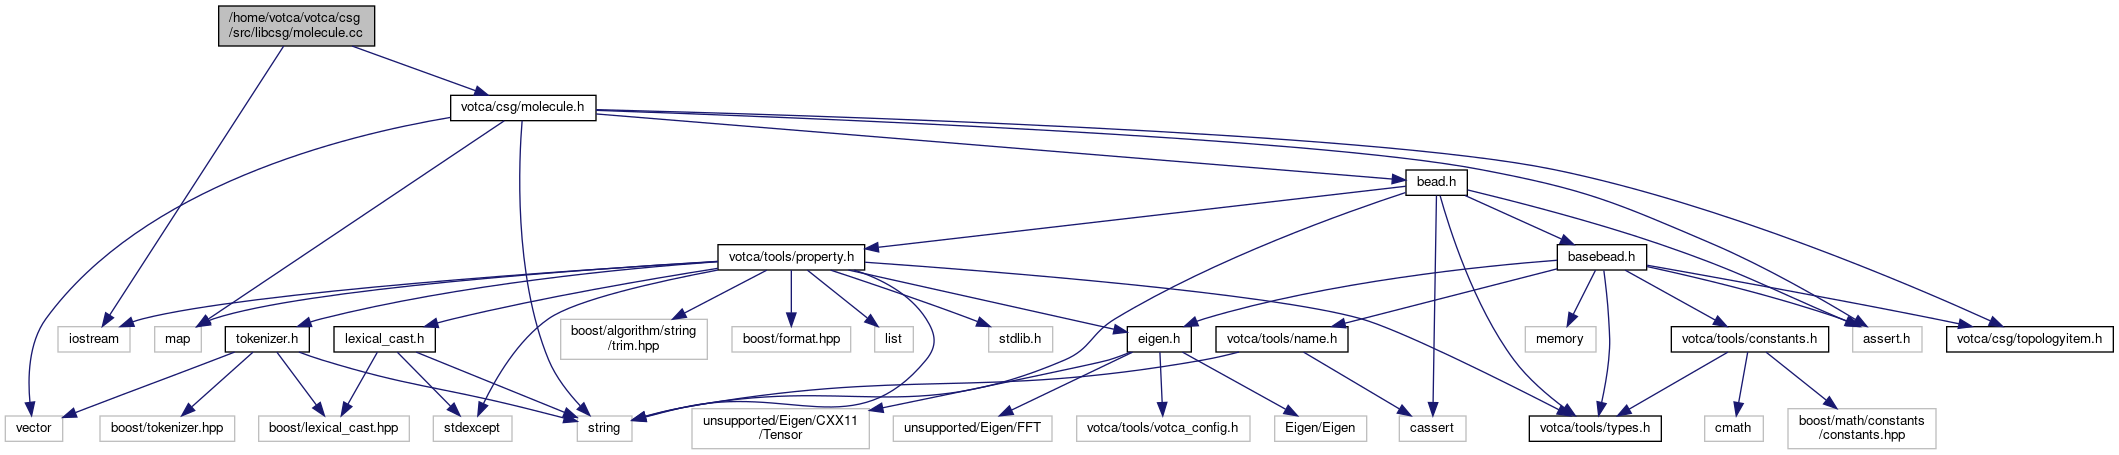 /home/votca/votca/csg
/src/libcsg/molecule.cc
votca/csg/molecule.h
bead.h
votca/tools/property.h
basebead.h
iostream
map
tokenizer.h
lexical_cast.h
boost/algorithm/string
/trim.hpp
boost/format.hpp
list
stdlib.h
eigen.h
votca/tools/name.h
memory
votca/tools/constants.h
assert.h
votca/csg/topologyitem.h
vector
boost/tokenizer.hpp
boost/lexical_cast.hpp
stdexcept
string
unsupported/Eigen/CXX11
/Tensor
unsupported/Eigen/FFT
votca/tools/votca_config.h
Eigen/Eigen
cassert
votca/tools/types.h
cmath
boost/math/constants
/constants.hpp